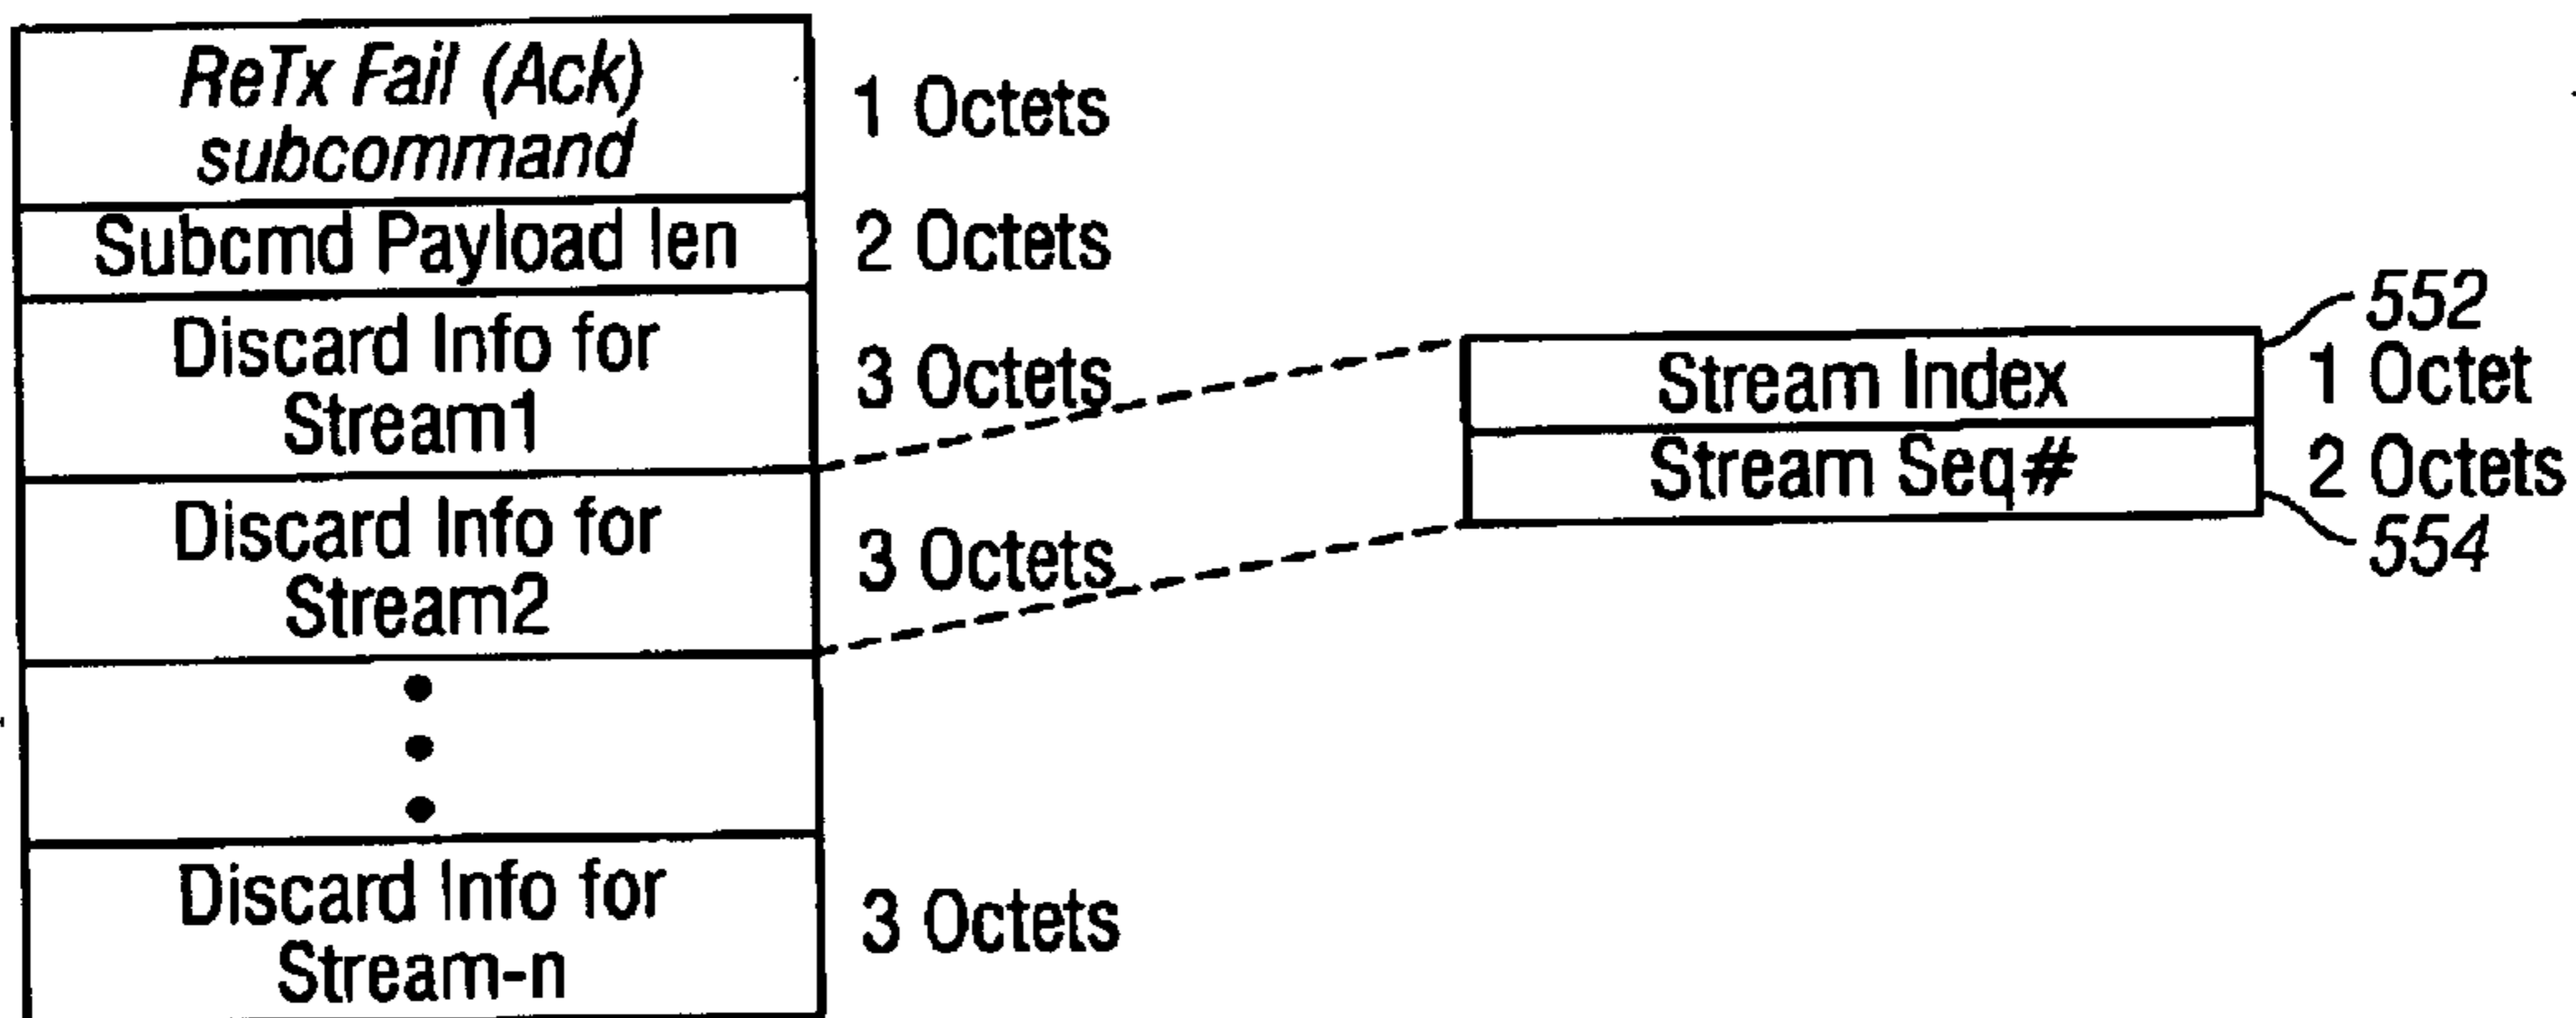 ReTx Fail (Ack)
subcommand
1 Octets
Subcmd Payload len
2 Octets
Discard Info for
Stream1
3 Octets
Discard Info for
Stream2
3 Octets
Discard Info for
Stream-n
3 Octets
552
Stream Index
1 Octet
Stream Seq#
2 Octets
554